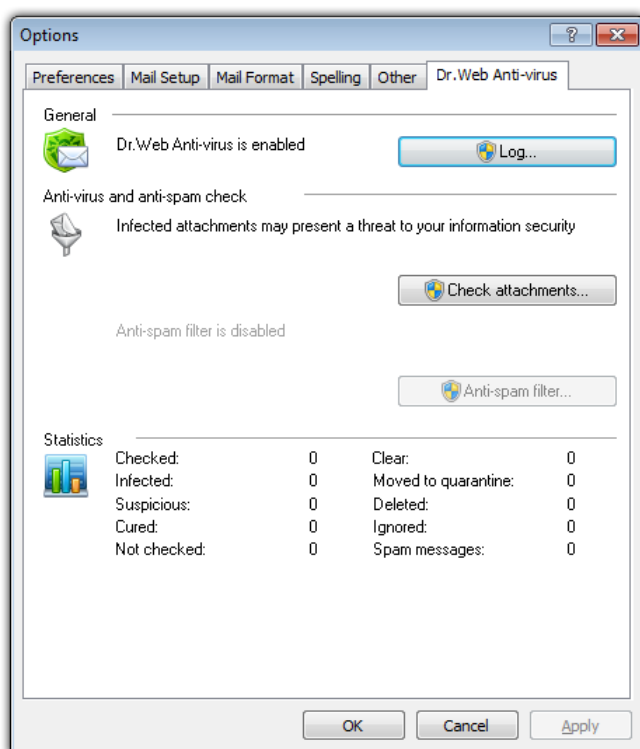 Options
Preferences Mail Setup Mail Format Spelling Other Dr.Web Anti-virus
General
Dr.Web Anti-virus is enabled Log...
Anti-virus and anti-spam check
Infected attachments may present a threat to your information security
Check attachments...
Anti-spam filter is disabled
Anti-spam filter...
Statistics
Checked: 0 Clear: 0
Infected: 0 Moved to quarantine: 0
Suspicious: 0 Deleted: 0
Cured: 0 Ignored: 0
Not checked: 0 Spam messages: 0
OK Cancel Apply